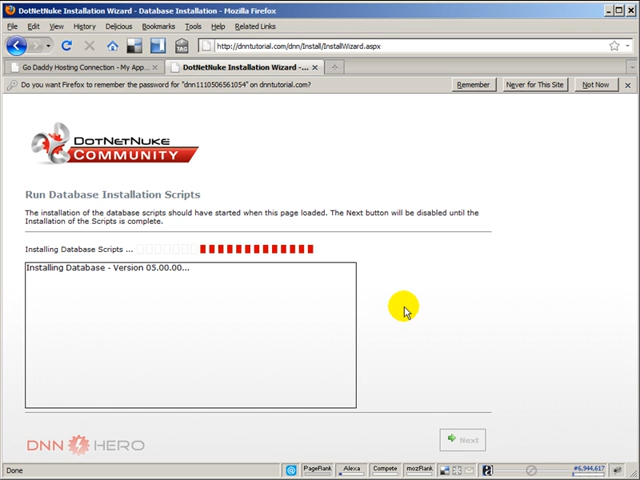 DotNetNuke Installation Wizard - Database Installation - Mozilla Firefox
File Edit View History Delicious Bookmarks Tools Help Related Links
http://dnntutorial.com/dnn/Install/InstallWizard.aspx
Go Daddy Hosting Connection - My App...
DotNetNuke Installation Wizard - ...
Do you want Firefox to remember the password for "dnn1110506561054" on dnntutorial.com?
Remember
Never for This Site
Not Now
DOTNETNUKE
COMMUNITY
Run Database Installation Scripts
The installation of the database scripts should have started when this page loaded. The Next button will be disabled until the
Installation of the Scripts is complete.
Installing Database Scripts ...
Installing Database - Version 05.00.00...
DNN HERO
Next
Done
PageRank
Alexa
Compete
mozRank
#6,944,617